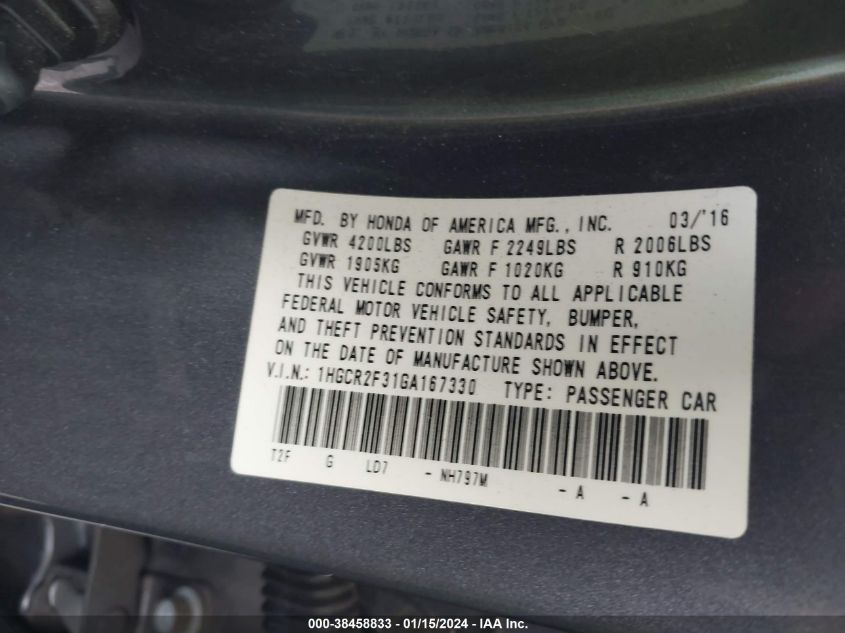 MFD. BY HONDA OF AMERICA MFG., INC. 03/'16
GVWR 4200LBS GAWR F 2249LBS R 2006LBS
GVWR 1905KG GAWR F 1020KG R 910KG
THIS VEHICLE CONFORMS TO ALL APPLICABLE
FEDERAL MOTOR VEHICLE SAFETY, BUMPER,
AND THEFT PREVENTION STANDARDS IN EFFECT
ON THE DATE OF MANUFACTURE SHOWN ABOVE.
V.I.N.: 1HGCR2F31GA167330 TYPE: PASSENGER CAR
T2F G LD7 - NH797M - A - A
000-38458833 - 01/15/2024 - IAA Inc.